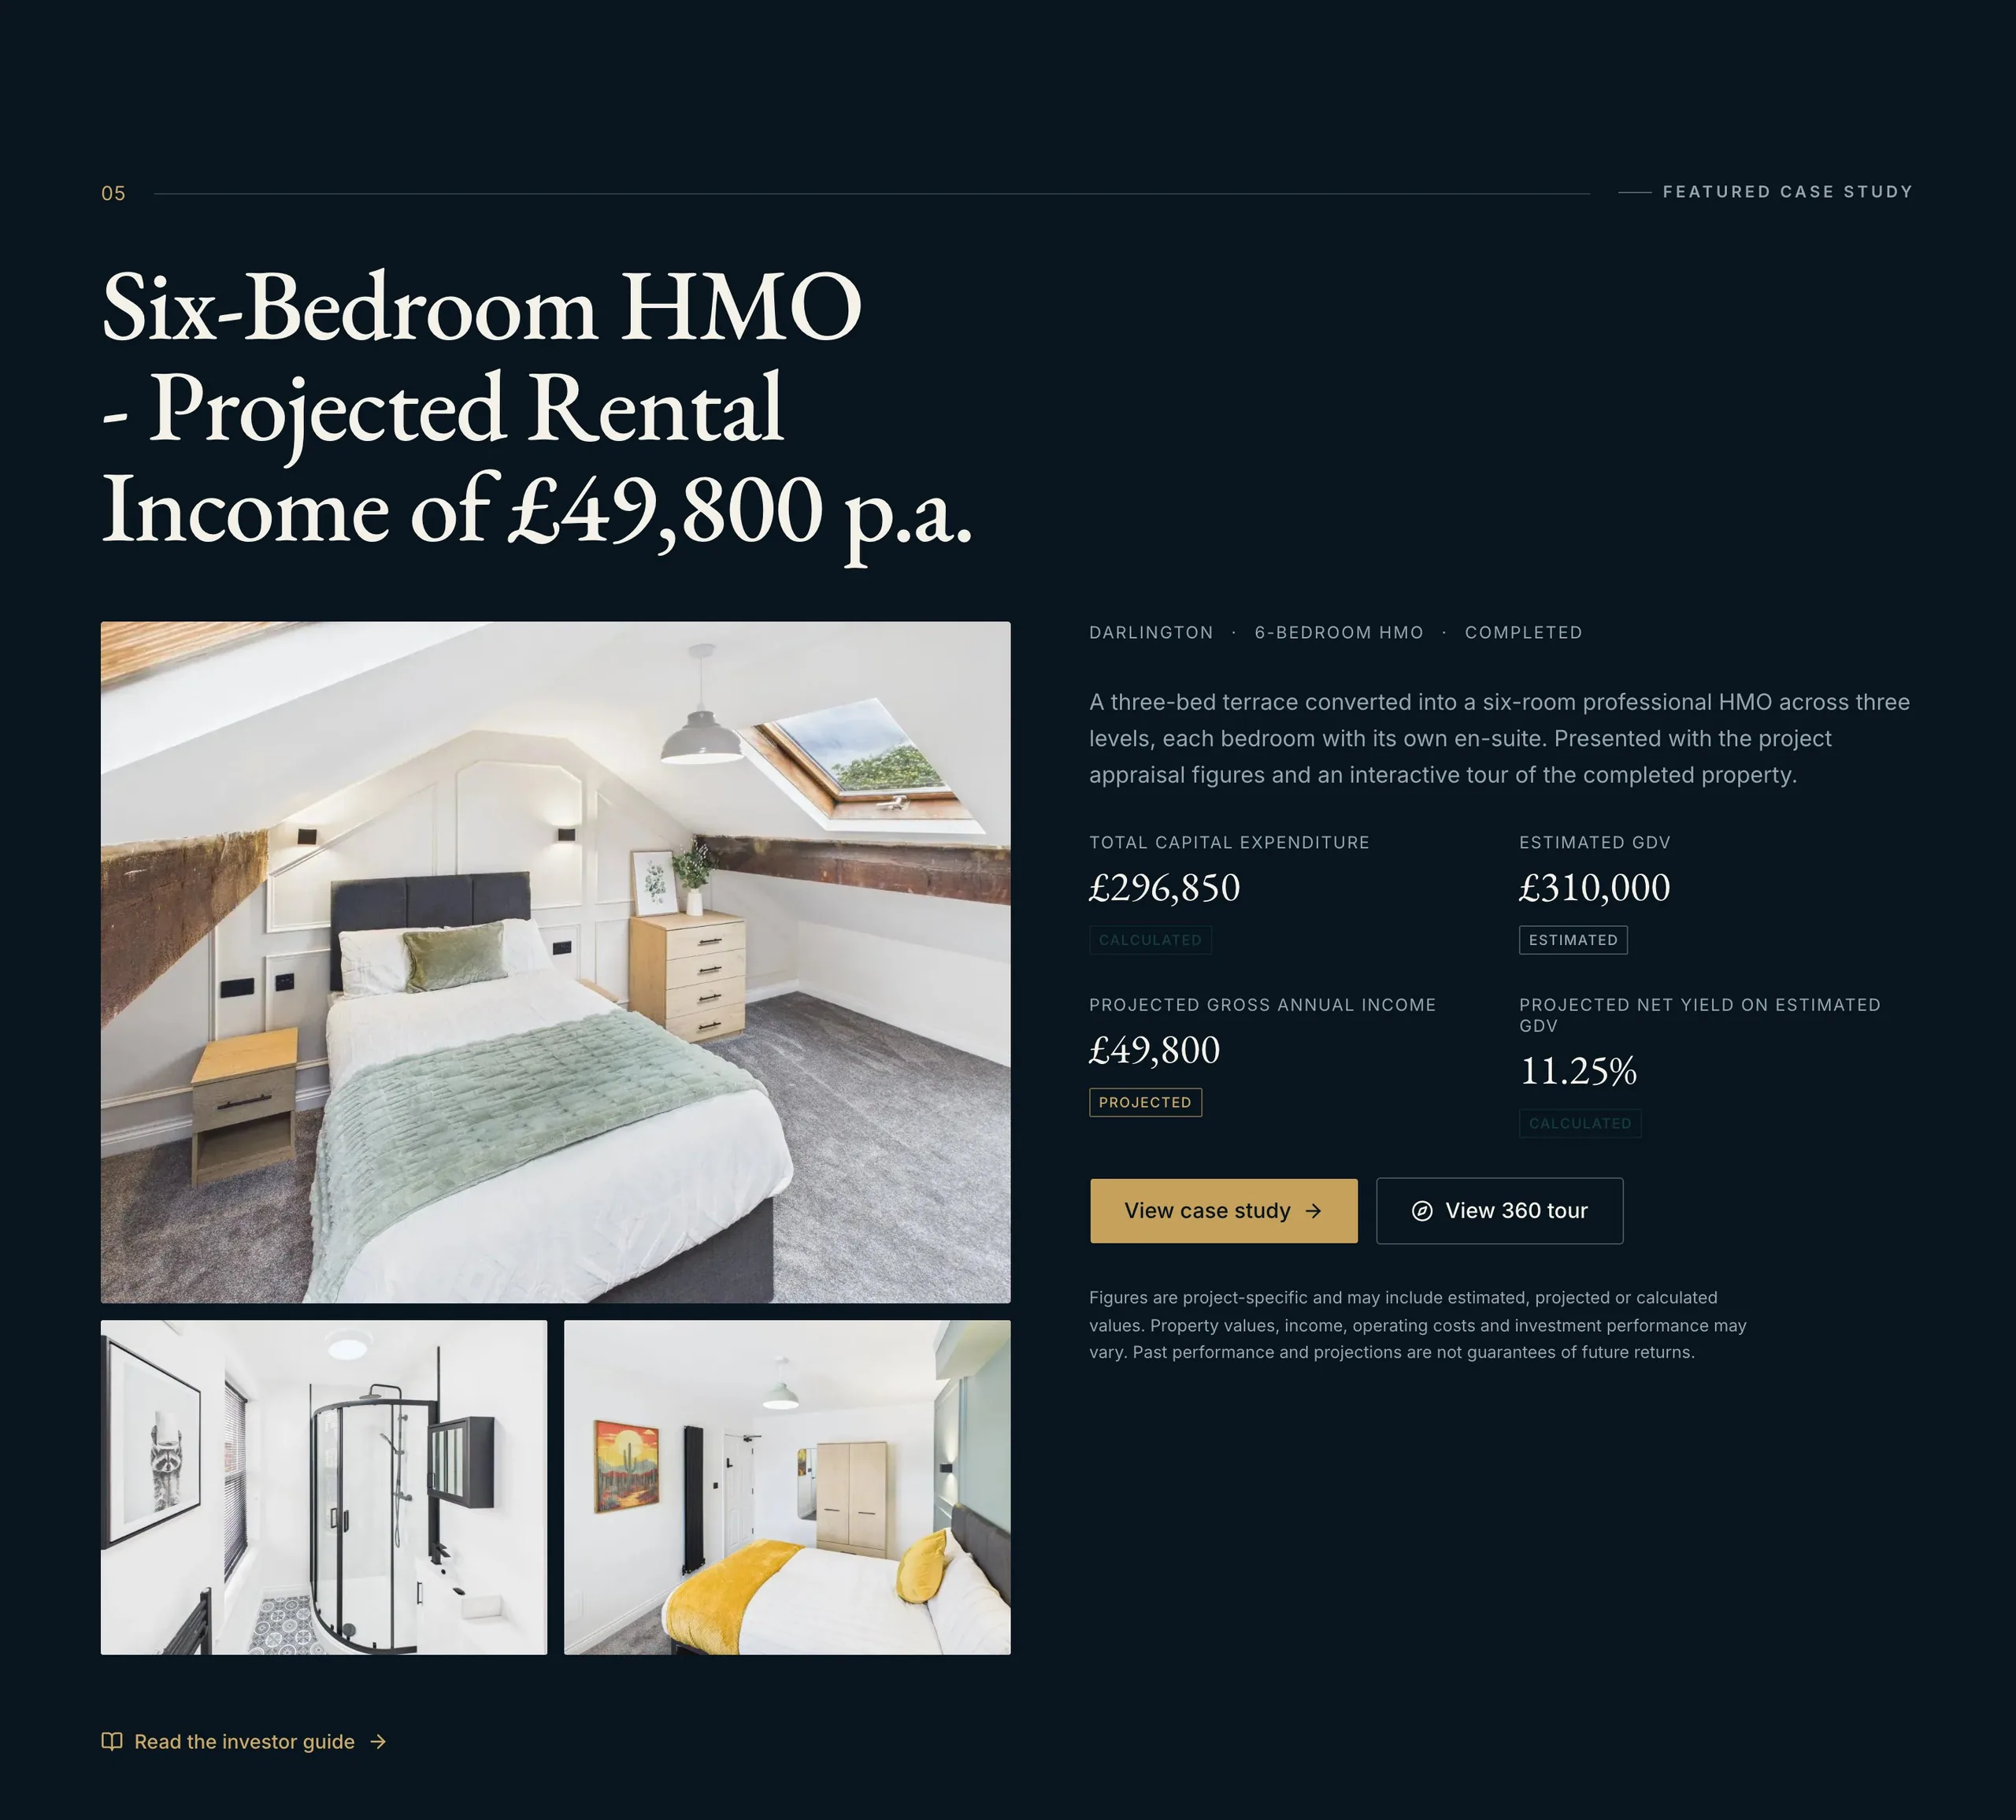 05
FEATURED CASE STUDY
Six-Bedroom HMO
- Projected Rental
Income of £49,800 p.a.
DARLINGTON · 6-BEDROOM HMO · COMPLETED
A three-bed terrace converted into a six-room professional HMO across three
levels, each bedroom with its own en-suite. Presented with the project
appraisal figures and an interactive tour of the completed property.
TOTAL CAPITAL EXPENDITURE
£296,850
CALCULATED
ESTIMATED GDV
£310,000
ESTIMATED
PROJECTED GROSS ANNUAL INCOME
£49,800
PROJECTED
PROJECTED NET YIELD ON ESTIMATED
GDV
11.25%
CALCULATED
View case study →
View 360 tour
Figures are project-specific and may include estimated, projected or calculated
values. Property values, income, operating costs and investment performance may
vary. Past performance and projections are not guarantees of future returns.
Read the investor guide →